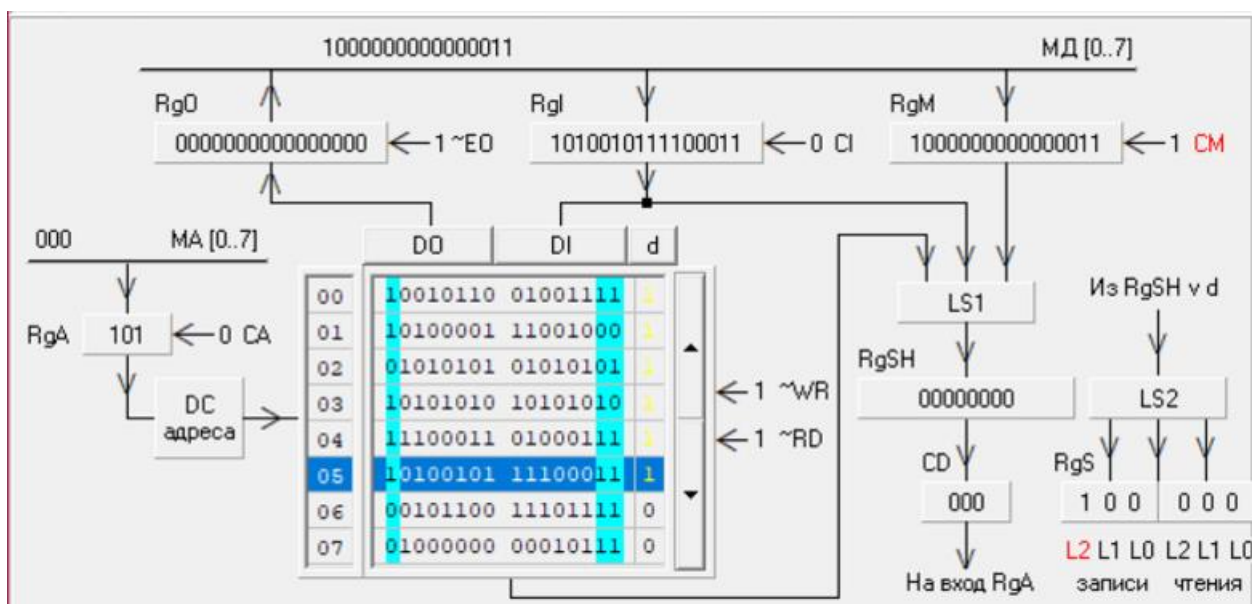 1000000000000011 МД [0..7]
RgO RgI RgM
0000000000000000 1 ~EO 1010010111100011 0 CI 1000000000000011 1 CM
000 МА [0..7]
DO DI d
RgA 101 0 CA
DC
адреса
00 10010110 01001111 1
01 10100001 11001000 1
02 01010101 01010101 1
03 10101010 10101010 1
04 11100011 01000111 1
05 10100101 11100011 1
06 00101100 11101111 0
07 01000000 00010111 0
1 ~WR
1 ~RD
LS1
Из RgSH v d
RgSH
00000000
LS2
CD
RgS
000
1 0 0 0 0 0
L2 L1 L0 L2 L1 L0
На вход RgA
записи чтения